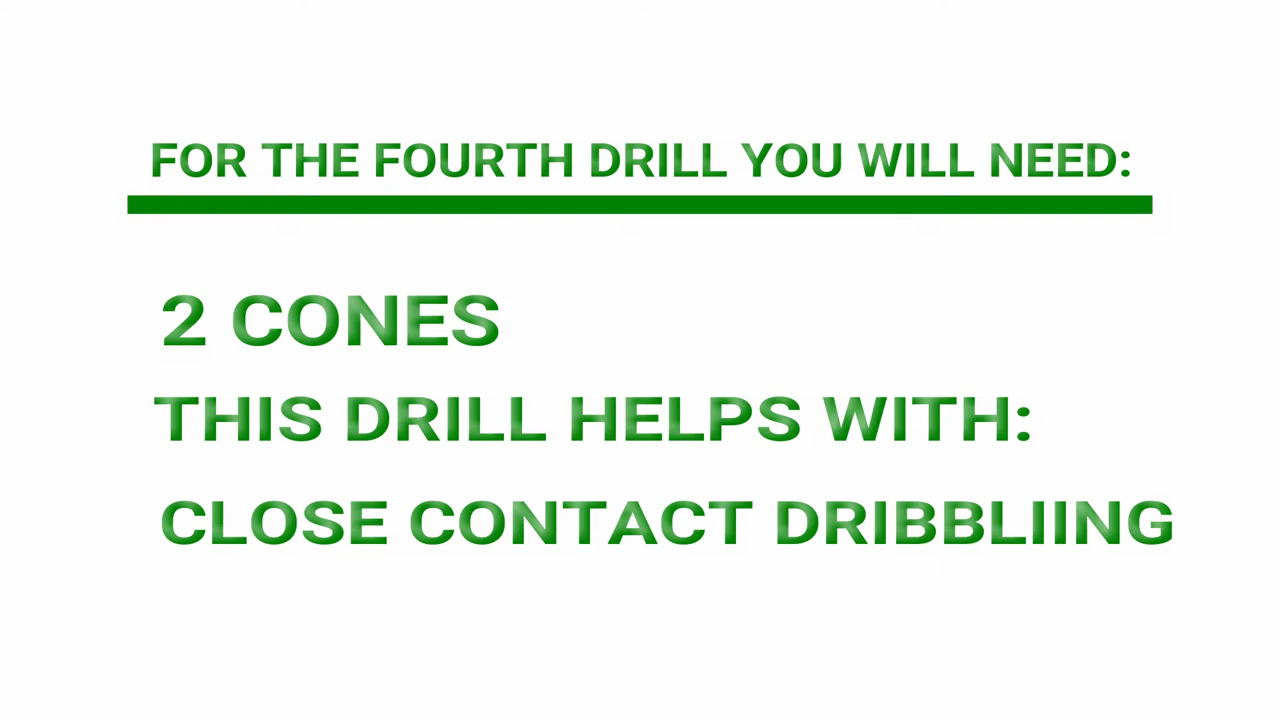 FOR THE FOURTH DRILL YOU WILL NEED:
2 CONES
THIS DRILL HELPS WITH:
CLOSE CONTACT DRIBBLIING